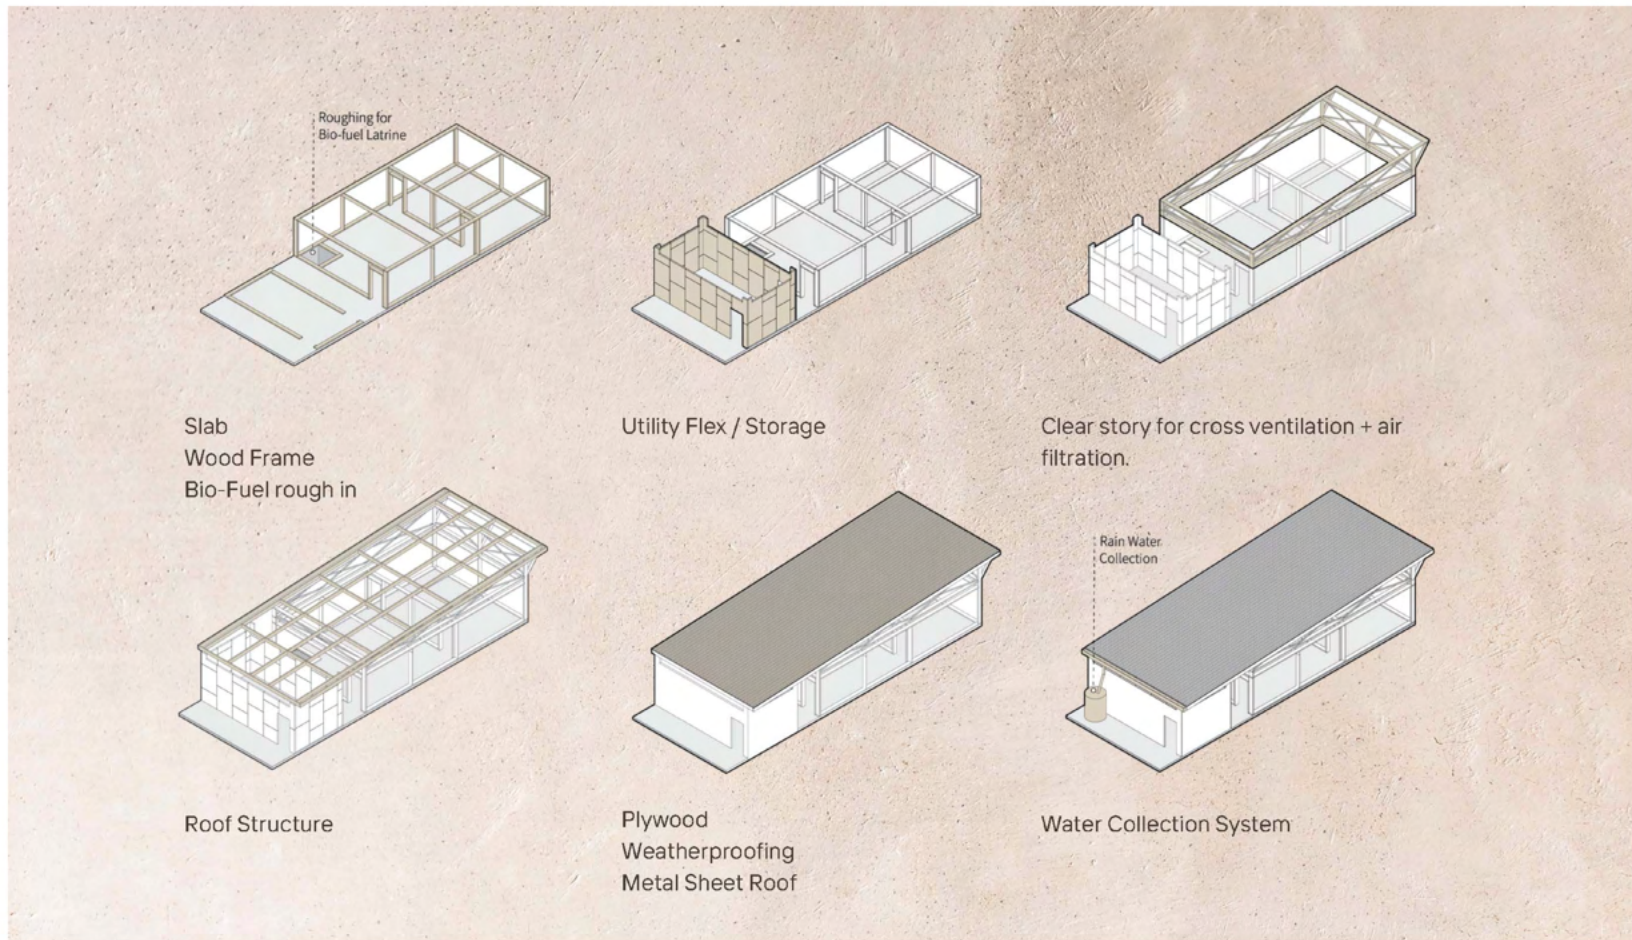 Roughing for
Bio-fuel Latrine
Slab
Wood Frame
Bio-Fuel rough in
Utility Flex / Storage
Clear story for cross ventilation + air
filtration.
Rain Water
Collection
Roof Structure
Plywood
Weatherproofing
Metal Sheet Roof
Water Collection System